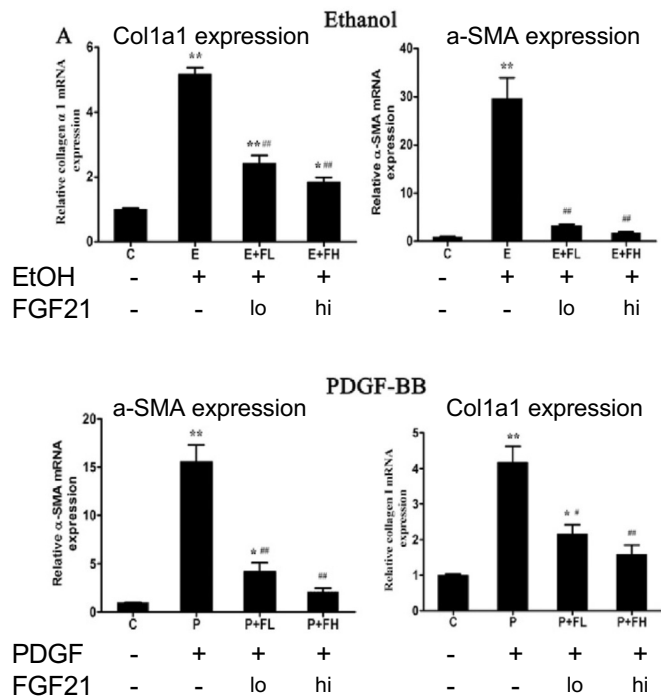 Ethanol
A
Col1a1 expression
Relative collagen α 1 mRNA
expression
6
4
2
0
**
** ##
* ##
C E E+FL E+FH
a-SMA expression
Relative α-SMA mRNA
expression
40
30
20
10
0
**
##
##
C E E+FL E+FH
EtOH - + + + - + + +
FGF21 - - lo hi - - lo hi
PDGF-BB
a-SMA expression
Relative α-SMA mRNA
expression
20
15
10
5
0
**
* ##
##
C P P+FL P+FH
Col1a1 expression
Relative collagen I mRNA
expression
5
4
3
2
1
0
**
* #
##
C P P+FL P+FH
PDGF - + + + - + + +
FGF21 - - lo hi - - lo hi